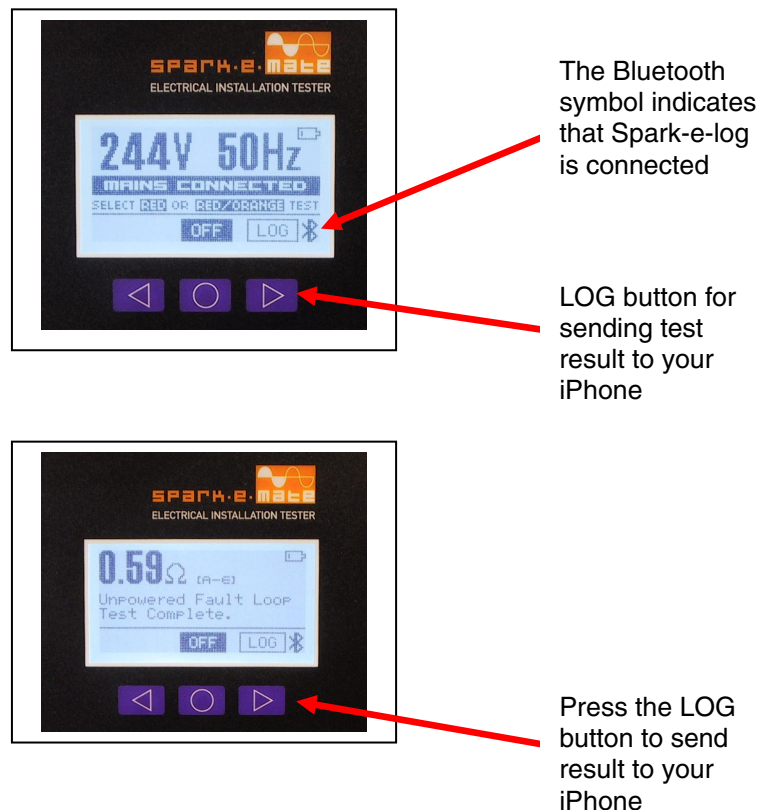 spark·e·mate
ELECTRICAL INSTALLATION TESTER
244V 50Hz
MAINS CONNECTED
SELECT RED OR RED/ORANGE TEST
OFF LOG
The Bluetooth
symbol indicates
that Spark-e-log
is connected
LOG button for
sending test
result to your
iPhone
spark·e·mate
ELECTRICAL INSTALLATION TESTER
0.59Ω (A-E)
Unpowered Fault Loop
Test Complete.
OFF LOG
Press the LOG
button to send
result to your
iPhone